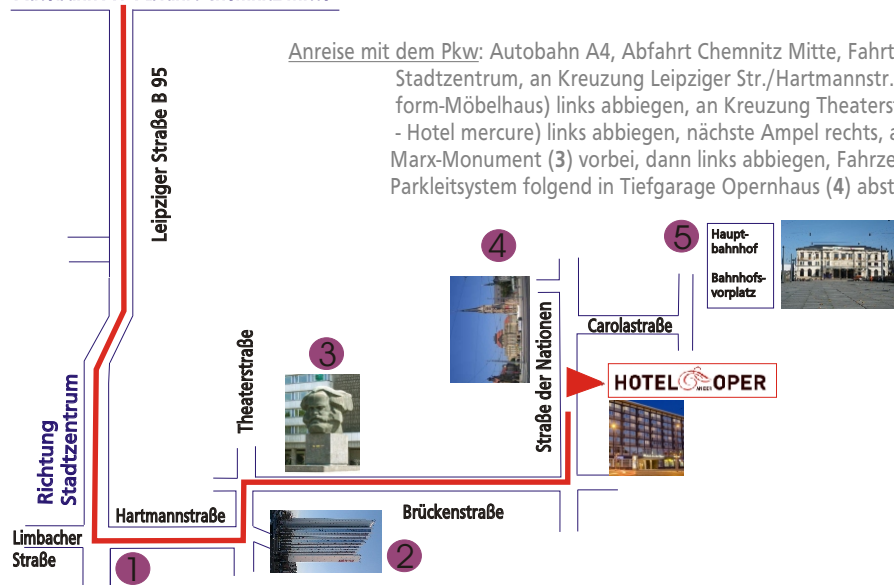 Anreise mit dem Pkw: Autobahn A4, Abfahrt Chemnitz Mitte, Fahrt
Stadtzentrum, an Kreuzung Leipziger Str./Hartmannstr.
form-Möbelhaus) links abbiegen, an Kreuzung Theaterst
- Hotel mercure) links abbiegen, nächste Ampel rechts, a
Marx-Monument (3) vorbei, dann links abbiegen, Fahrze
Parkleitsystem folgend in Tiefgarage Opernhaus (4) abst
Leipziger Straße B 95
4
5
Haupt-
bahnhof
Bahnhofs-
vorplatz
Carolastraße
Straße der Nationen
HOTEL AN DER OPER
Theaterstraße
3
Richtung
Stadtzentrum
Hartmannstraße
Brückenstraße
Limbacher
Straße
1
2